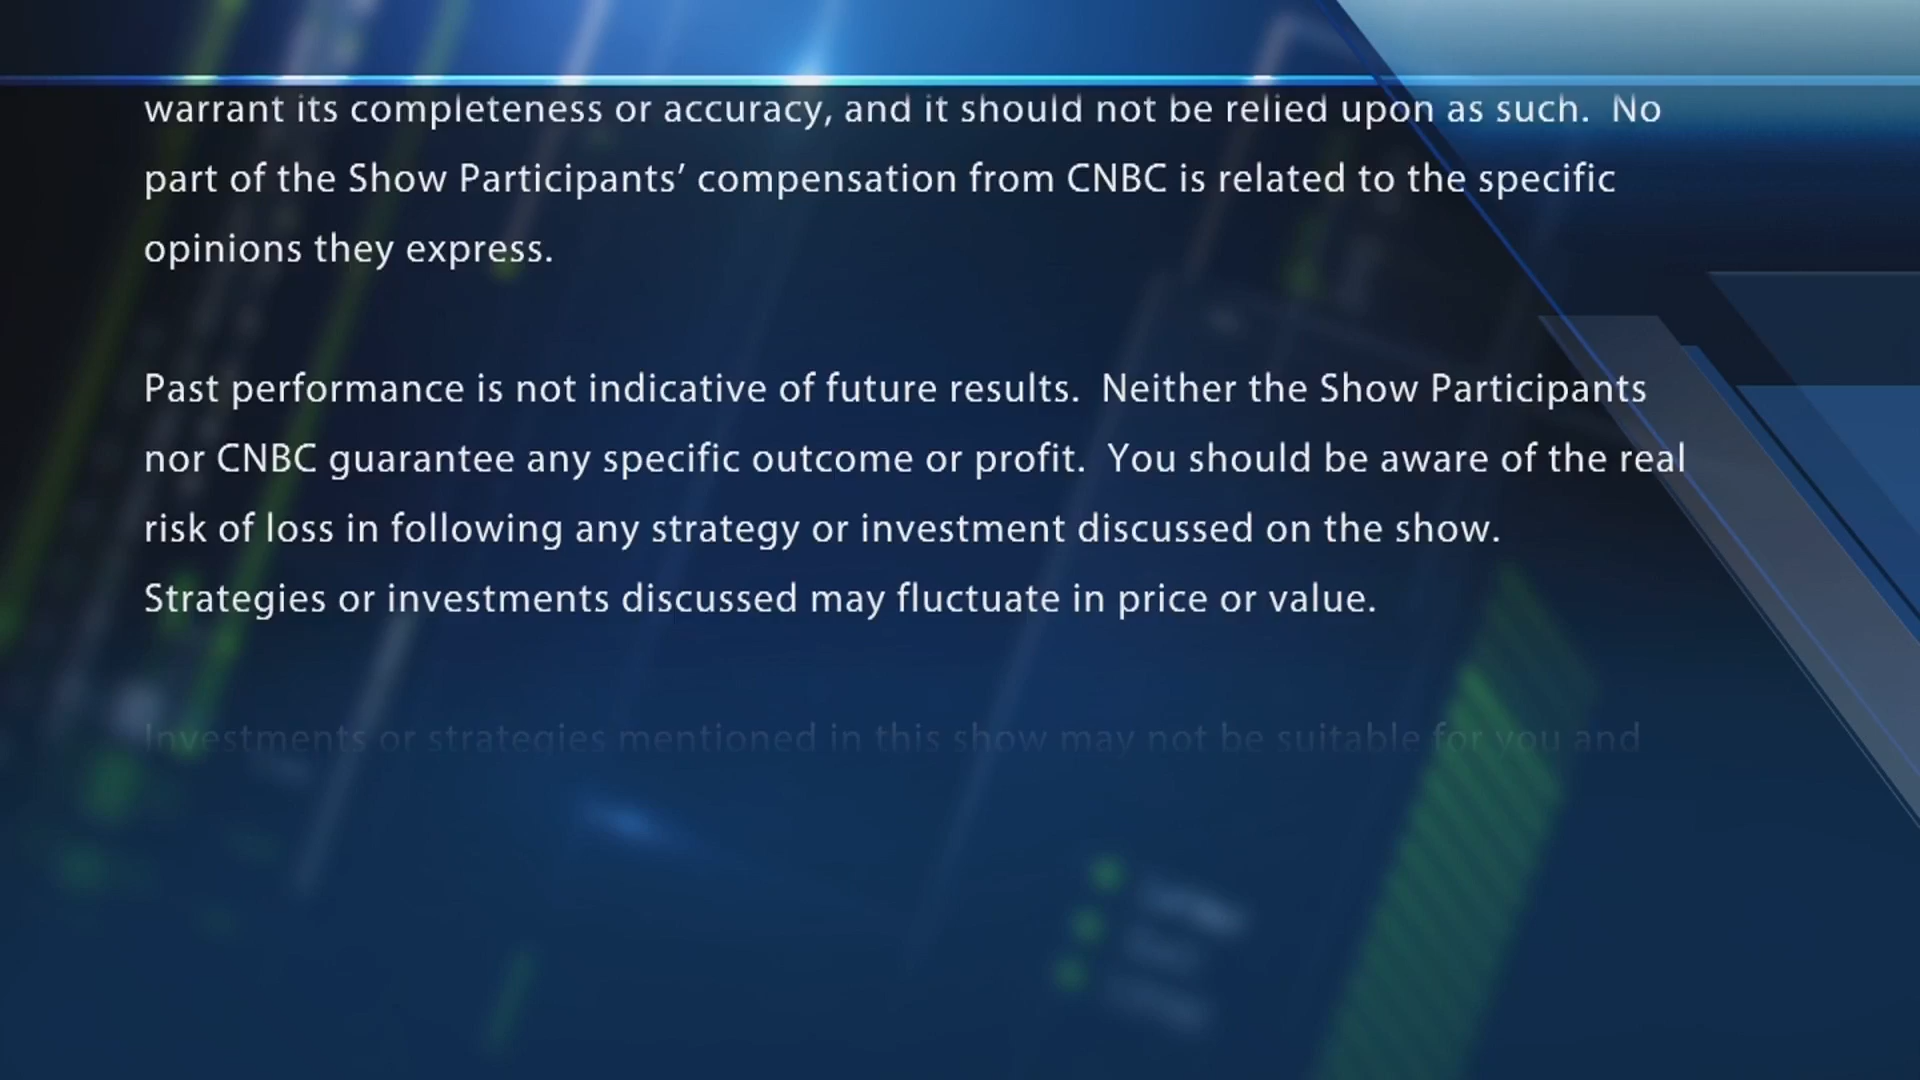 warrant its completeness or accuracy, and it should not be relied upon as such.  No
part of the Show Participants’ compensation from CNBC is related to the specific
opinions they express.
Past performance is not indicative of future results.  Neither the Show Participants
nor CNBC guarantee any specific outcome or profit.  You should be aware of the real
risk of loss in following any strategy or investment discussed on the show.
Strategies or investments discussed may fluctuate in price or value.
Investments or strategies mentioned in this show may not be suitable for you and